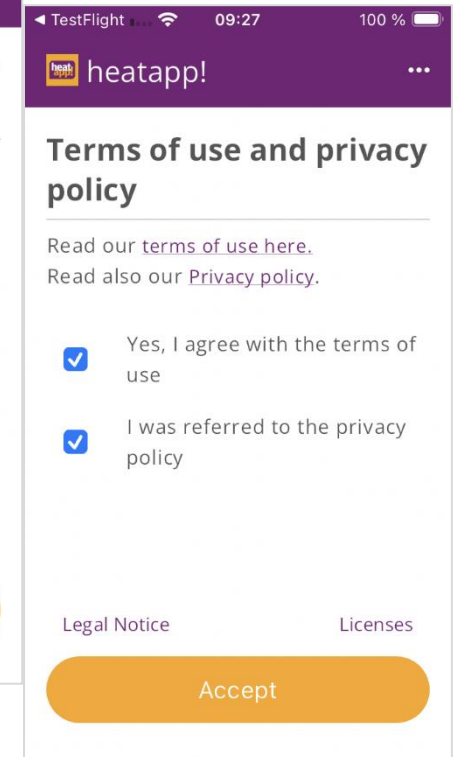 ◀ TestFlight 09:27 100 %
heat app! heatapp! ...
Terms of use and privacy
policy
Read our terms of use here.
Read also our Privacy policy.
Yes, I agree with the terms of
use
I was referred to the privacy
policy
Legal Notice Licenses
Accept